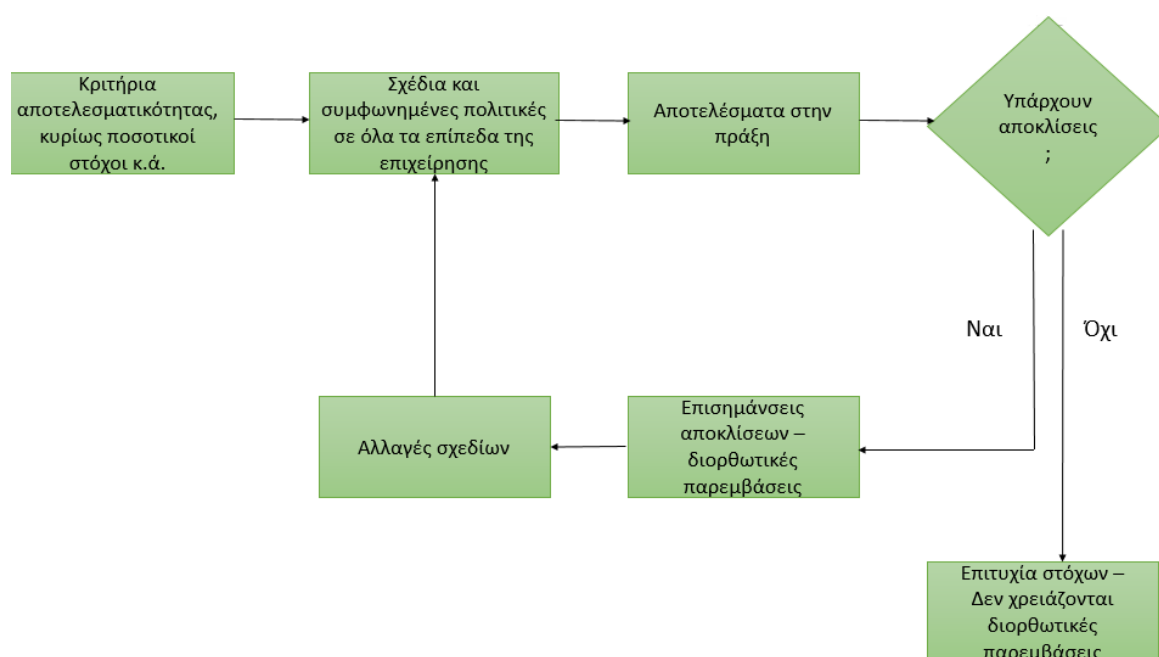 Κριτήρια
αποτελεσματικότητας,
κυρίως ποσοτικοί
στόχοι κ.ά.
Σχέδια και
συμφωνημένες πολιτικές
σε όλα τα επίπεδα της
επιχείρησης
Αποτελέσματα στην
πράξη
Υπάρχουν
αποκλίσεις
;
Ναι
Όχι
Επισημάνσεις
αποκλίσεων –
διορθωτικές
παρεμβάσεις
Αλλαγές σχεδίων
Επιτυχία στόχων –
Δεν χρειάζονται
διορθωτικές
παρεμβάσεις